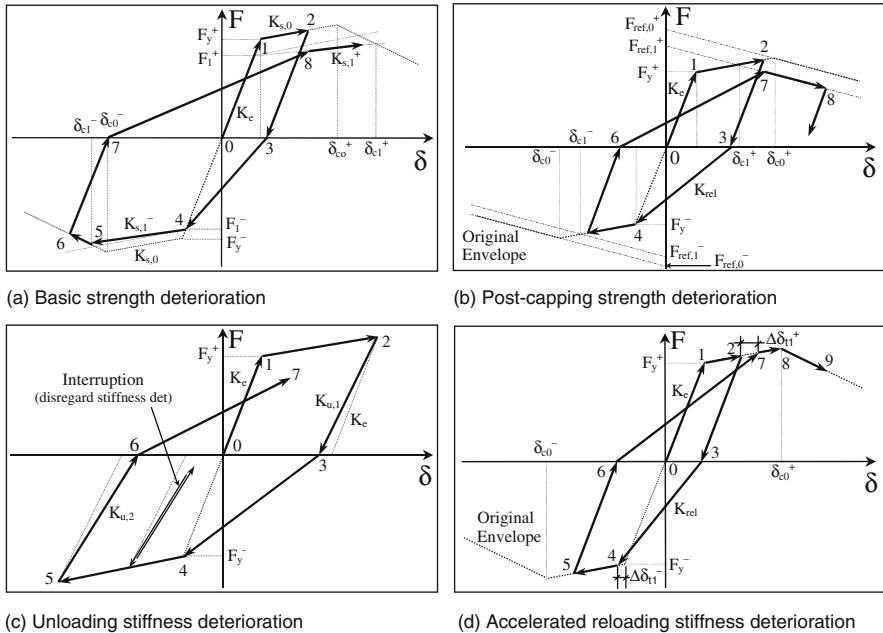 F
F_y^+
F_1^+
K_s,0
1
2
8
K_s,1^+
K_e
δ_c1^-
δ_c0^-
7
0
3
δ_co^+
δ_c1^+
δ
K_s,1^-
4
F_1^-
F_y^-
6
5
K_s,0
(a) Basic strength deterioration
F_ref,0^+
F
F_ref,1^+
F_y^+
1
2
7
8
K_e
δ_c0^-
δ_c1^-
6
0
3
δ_c1^+
δ_c0^+
δ
K_rel
4
F_y^-
Original
Envelope
F_ref,1^-
F_ref,0^-
(b) Post-capping strength deterioration
F
F_y^+
1
2
Interruption
(disregard stiffness det)
K_e
7
K_u,1
K_e
6
0
3
δ
K_u,2
5
4
F_y^-
(c) Unloading stiffness deterioration
F
F_y^+
1
2
Δδ_t1^+
7
8
9
K_e
δ_c0^-
6
0
3
δ_c0^+
δ
K_rel
Original
Envelope
5
4
F_y^-
Δδ_t1^-
(d) Accelerated reloading stiffness deterioration